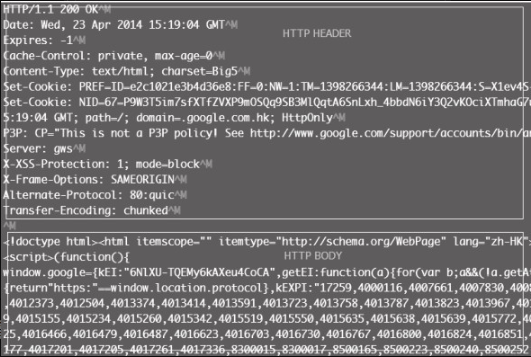 HTTP/1.1 200 OK^M
Date: Wed, 23 Apr 2014 15:19:04 GMT^M
HTTP HEADER
Expires: -1^M
Cache-Control: private, max-age=0^M
Content-Type: text/html; charset=Big5^M
Set-Cookie: PREF=ID=e2c1021e3b4d36e8:FF=0:NW=1:TM=1398266344:LM=1398266344:S=X1ev45
Set-Cookie: NID=67=P9W3T5im7sfXTfZVXP9mOSQq9SB3MlQqtA6SnLxh_4bbdN6iY3Q2vKOciXTmhaG7
5:19:04 GMT; path=/; domain=.google.com.hk; HttpOnly^M
P3P: CP="This is not a P3P policy! See http://www.google.com/support/accounts/bin/an
Server: gws^M
X-XSS-Protection: 1; mode=block^M
X-Frame-Options: SAMEORIGIN^M
Alternate-Protocol: 80:quic^M
Transfer-Encoding: chunked^M
^M
<!doctype html><html itemscope="" itemtype="http://schema.org/WebPage" lang="zh-HK">
<script>(function(){
HTTP BODY
window.google={kEI:"6NlXU-TQEMy6kAXeu4CoCA",getEI:function(a){for(var b;a&&(!a.getA
{return"https:"==window.location.protocol},kEXPI:"17259,4000116,4007661,4007830,400
,4012373,4012504,4013374,4013414,4013591,4013723,4013758,4013787,4013823,4013967,40
9,4015155,4015234,4015260,4015342,4015519,4015550,4015635,4015638,4015639,4015772,40
25,4016466,4016479,4016487,4016623,4016703,4016730,4016767,4016800,4016824,4016851,
177,4017201,4017205,4017261,4017336,8300015,8300017,8500165,8500223,8500240,8500252